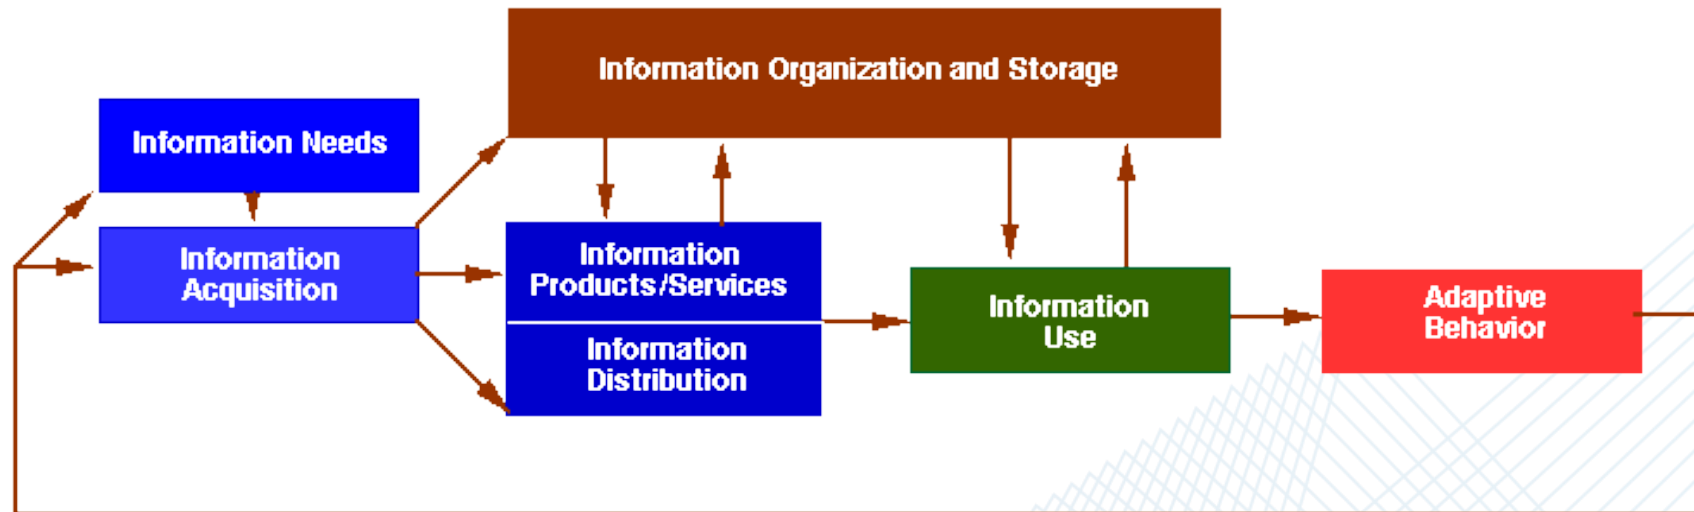 Information Organization and Storage
Information Needs
Information
Acquisition
Information
Products/Services
Information
Distribution
Information
Use
Adaptive
Behavior